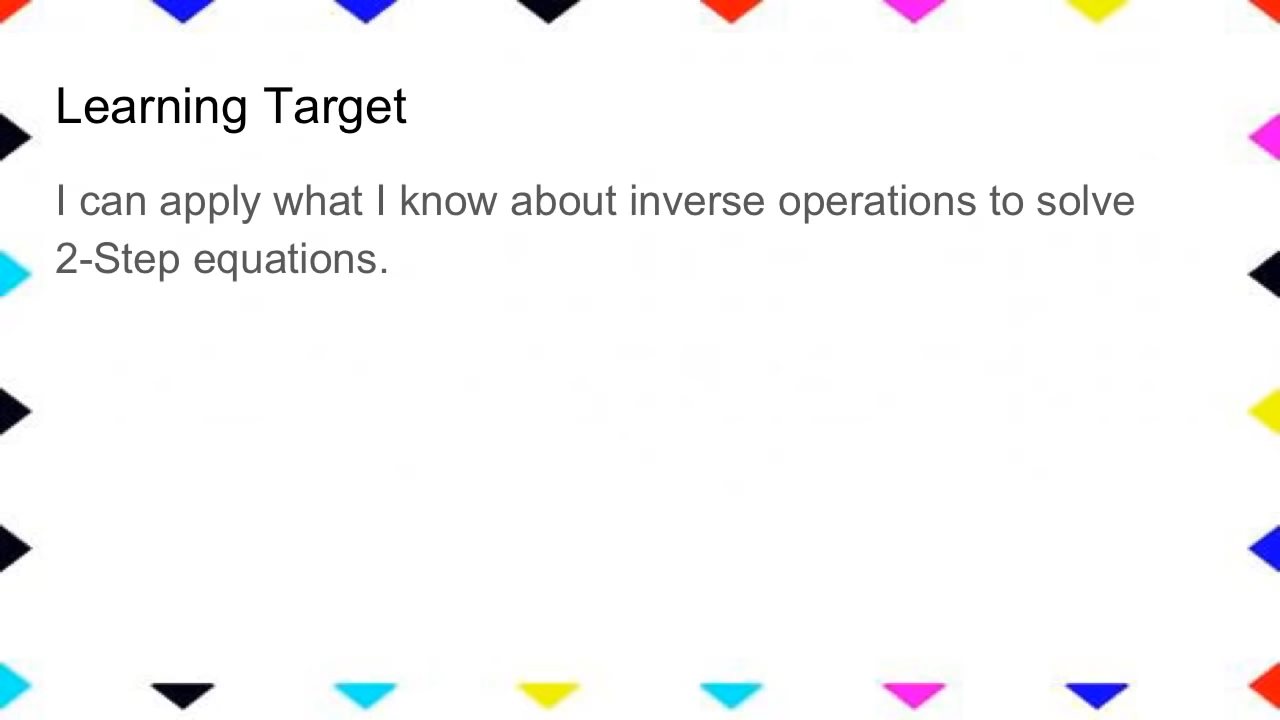 Learning Target
I can apply what I know about inverse operations to solve
2-Step equations.